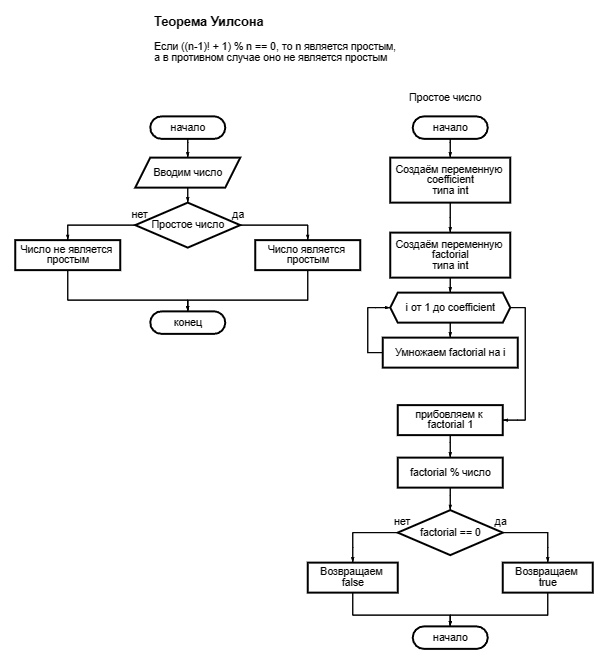 Теорема Уилсона
Если ((n-1)! + 1) % n == 0, то n является простым,
а в противном случае оно не является простым
начало
Вводим число
нет
да
Простое число
Число не является
простым
Число является
простым
конец
Простое число
начало
Создаём переменную
coefficient
типа int
Создаём переменную
factorial
типа int
i от 1 до coefficient
Умножаем factorial на i
прибовляем к
factorial 1
factorial % число
нет
да
factorial == 0
Возвращаем
false
Возвращаем
true
начало